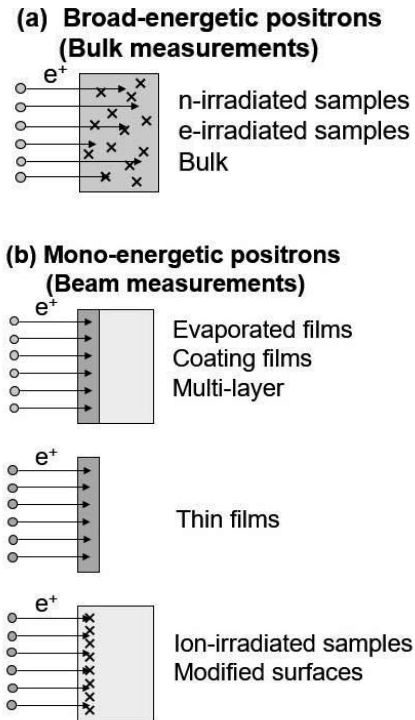 (a) Broad-energetic positrons
(Bulk measurements)
e+
n-irradiated samples
e-irradiated samples
Bulk
(b) Mono-energetic positrons
(Beam measurements)
e+
Evaporated films
Coating films
Multi-layer
e+
Thin films
e+
Ion-irradiated samples
Modified surfaces